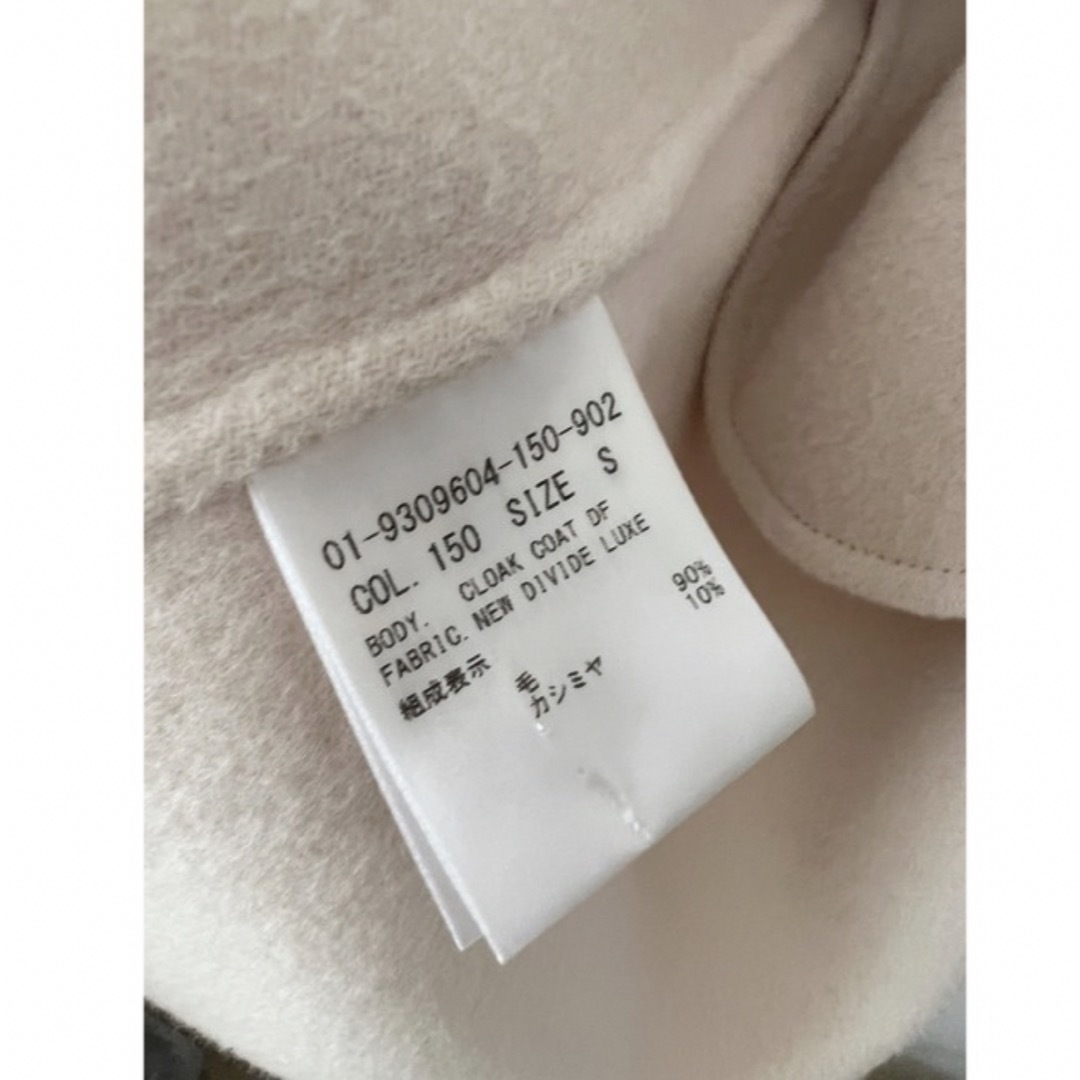 01-9309604-150-902
COL. 150 SIZE S
BODY. CLOAK COAT DF
FABRIC. NEW DIVIDE LUXE
組成表示 毛 90%
カシミヤ 10%